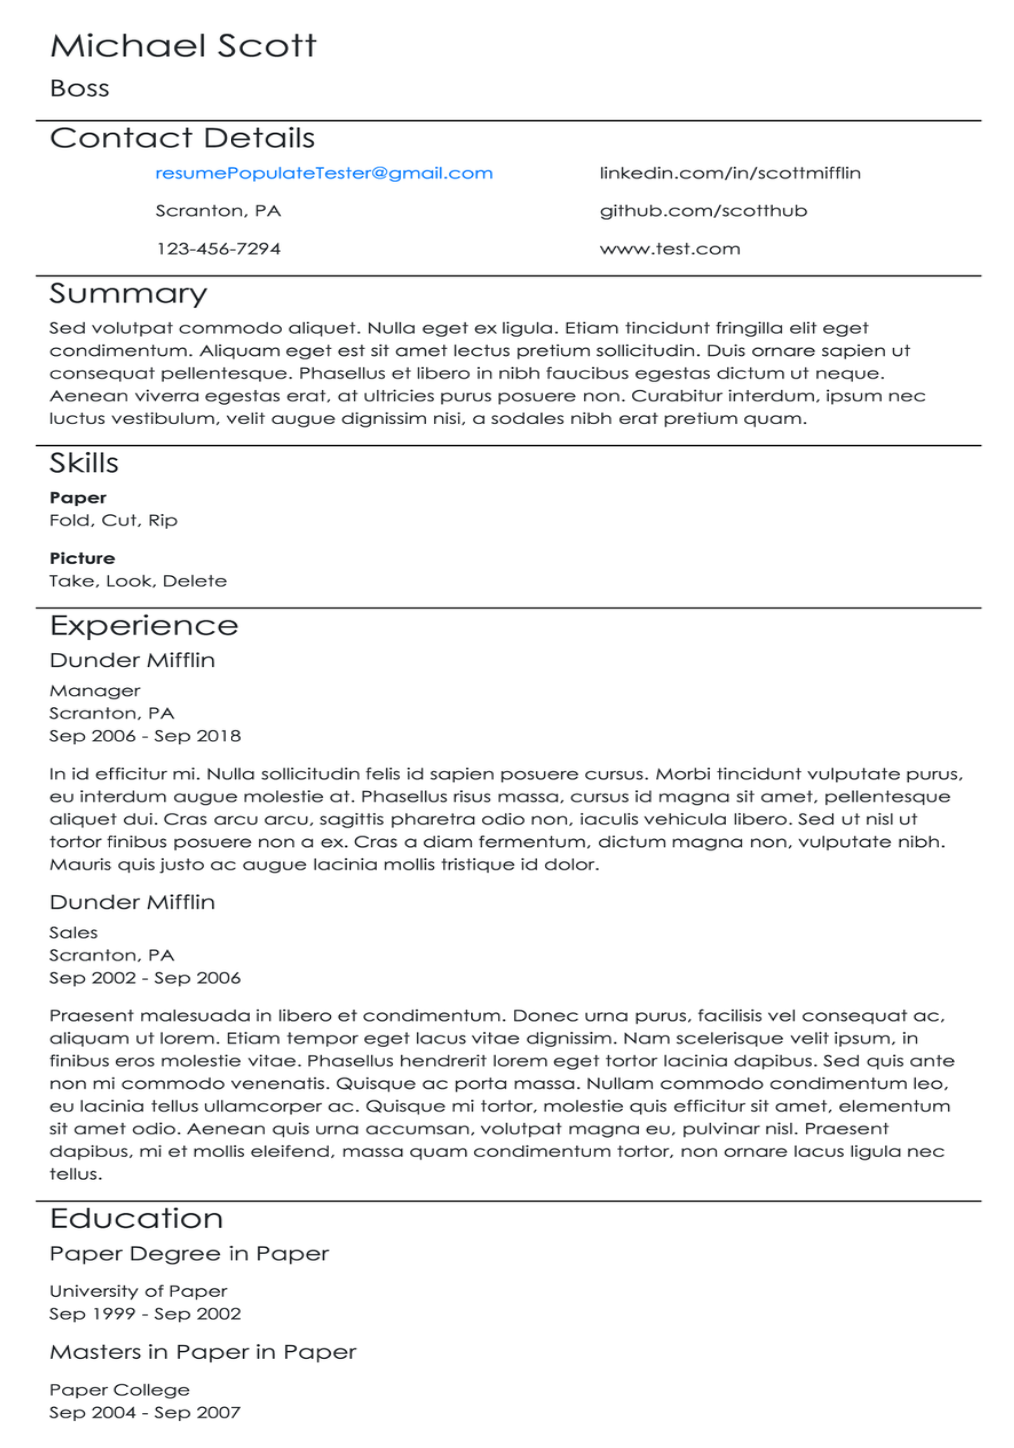 Michael Scott
Boss
Contact Details
resumePopulateTester@gmail.com
linkedin.com/in/scottmifflin
Scranton, PA
github.com/scotthub
123-456-7294
www.test.com
Summary
Sed volutpat commodo aliquet. Nulla eget ex ligula. Etiam tincidunt fringilla elit eget
condimentum. Aliquam eget est sit amet lectus pretium sollicitudin. Duis ornare sapien ut
consequat pellentesque. Phasellus et libero in nibh faucibus egestas dictum ut neque.
Aenean viverra egestas erat, at ultricies purus posuere non. Curabitur interdum, ipsum nec
luctus vestibulum, velit augue dignissim nisi, a sodales nibh erat pretium quam.
Skills
Paper
Fold, Cut, Rip
Picture
Take, Look, Delete
Experience
Dunder Mifflin
Manager
Scranton, PA
Sep 2006 - Sep 2018
In id efficitur mi. Nulla sollicitudin felis id sapien posuere cursus. Morbi tincidunt vulputate purus,
eu interdum augue molestie at. Phasellus risus massa, cursus id magna sit amet, pellentesque
aliquet dui. Cras arcu arcu, sagittis pharetra odio non, iaculis vehicula libero. Sed ut nisl ut
tortor finibus posuere non a ex. Cras a diam fermentum, dictum magna non, vulputate nibh.
Mauris quis justo ac augue lacinia mollis tristique id dolor.
Dunder Mifflin
Sales
Scranton, PA
Sep 2002 - Sep 2006
Praesent malesuada in libero et condimentum. Donec urna purus, facilisis vel consequat ac,
aliquam ut lorem. Etiam tempor eget lacus vitae dignissim. Nam scelerisque velit ipsum, in
finibus eros molestie vitae. Phasellus hendrerit lorem eget tortor lacinia dapibus. Sed quis ante
non mi commodo venenatis. Quisque ac porta massa. Nullam commodo condimentum leo,
eu lacinia tellus ullamcorper ac. Quisque mi tortor, molestie quis efficitur sit amet, elementum
sit amet odio. Aenean quis urna accumsan, volutpat magna eu, pulvinar nisl. Praesent
dapibus, mi et mollis eleifend, massa quam condimentum tortor, non ornare lacus ligula nec
tellus.
Education
Paper Degree in Paper
University of Paper
Sep 1999 - Sep 2002
Masters in Paper in Paper
Paper College
Sep 2004 - Sep 2007